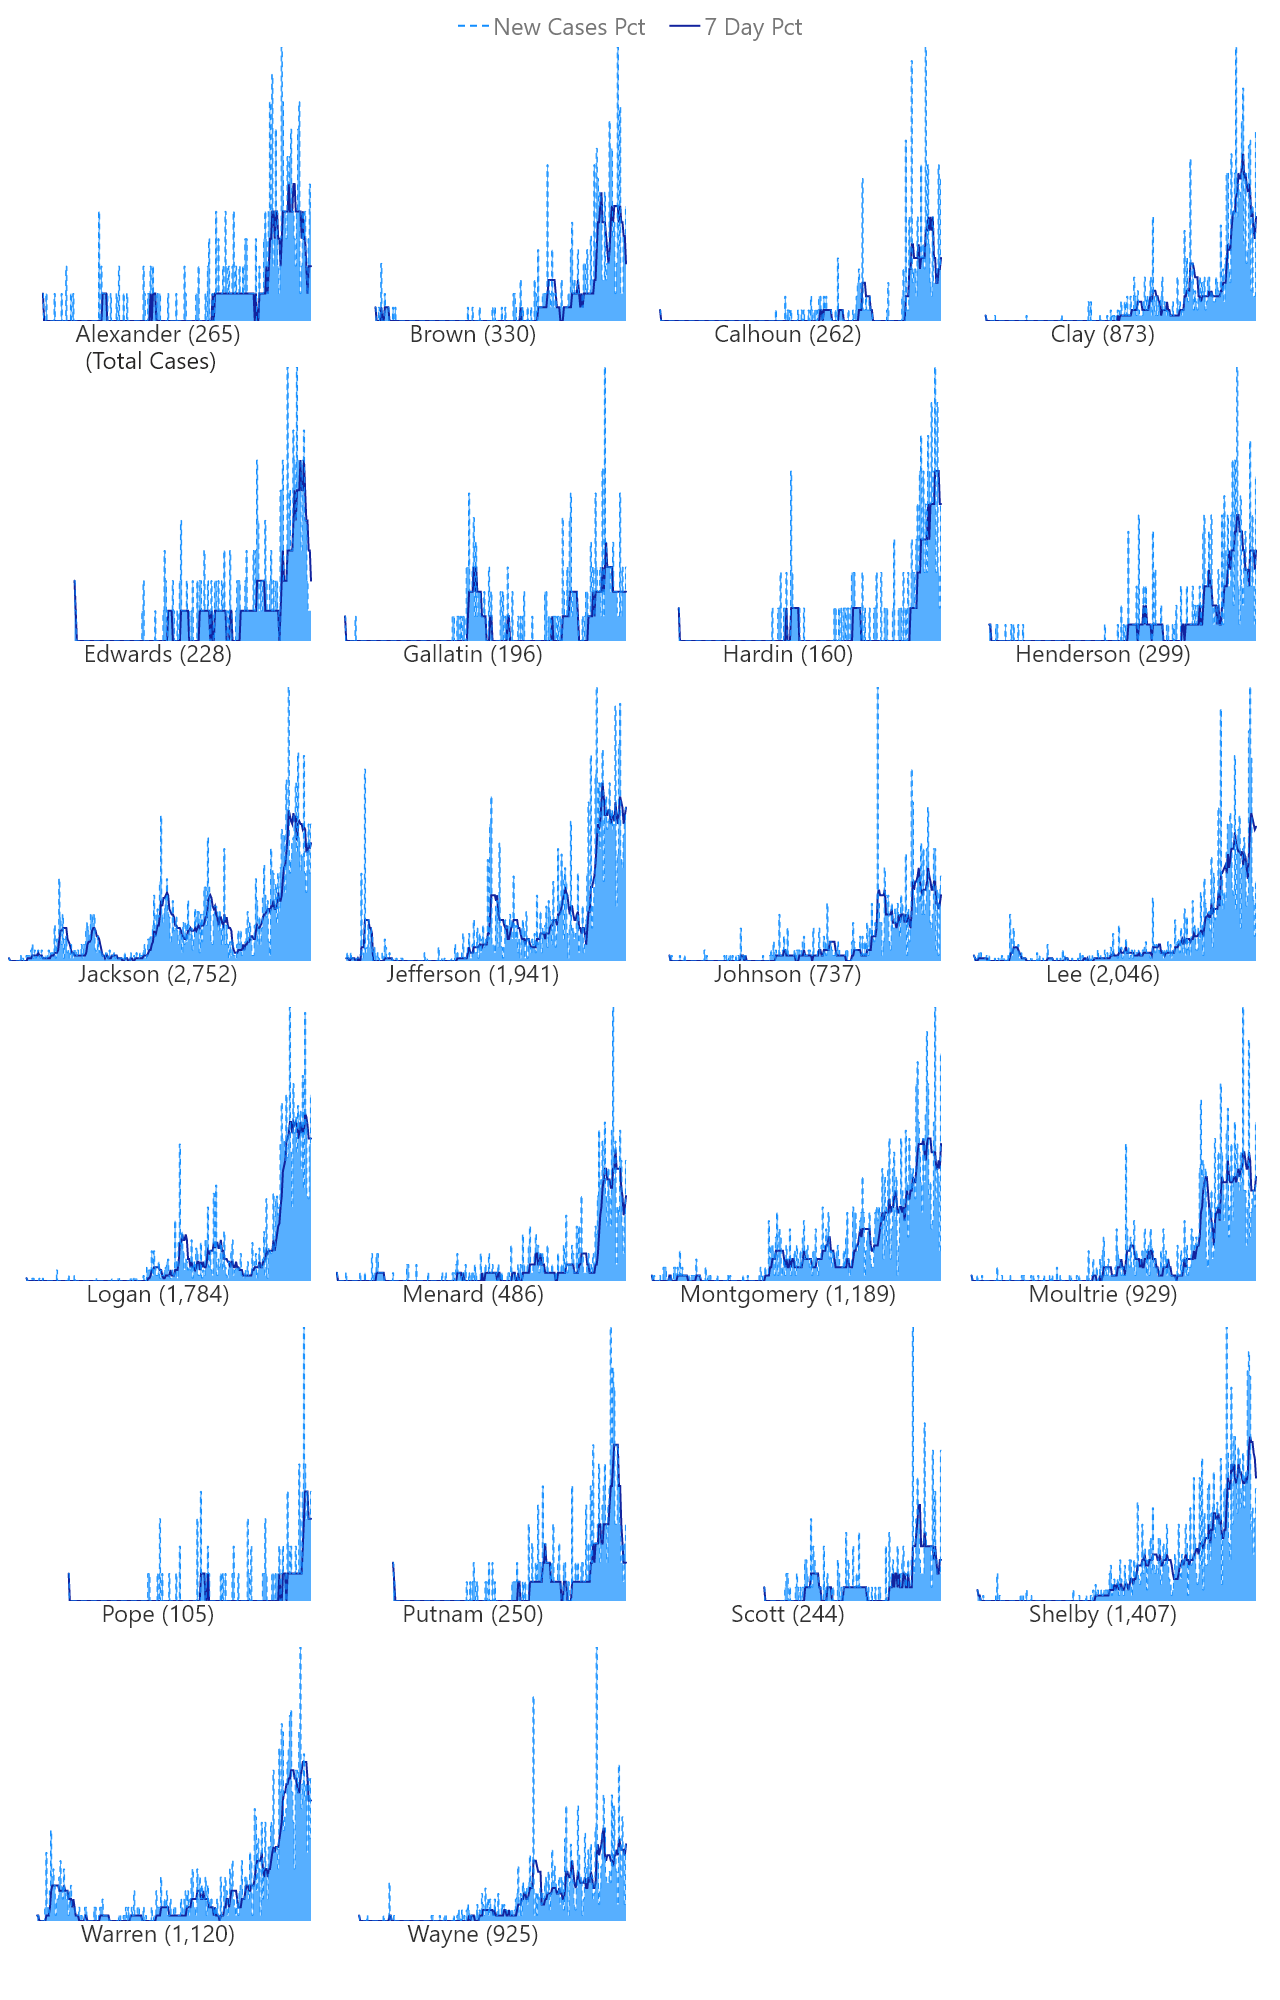 New Cases Pct 7 Day Pct
Alexander (265) Brown (330) Calhoun (262) Clay (873)
(Total Cases)
Edwards (228) Gallatin (196) Hardin (160) Henderson (299)
Jackson (2,752) Jefferson (1,941) Johnson (737) Lee (2,046)
Logan (1,784) Menard (486) Montgomery (1,189) Moultrie (929)
Pope (105) Putnam (250) Scott (244) Shelby (1,407)
Warren (1,120) Wayne (925)